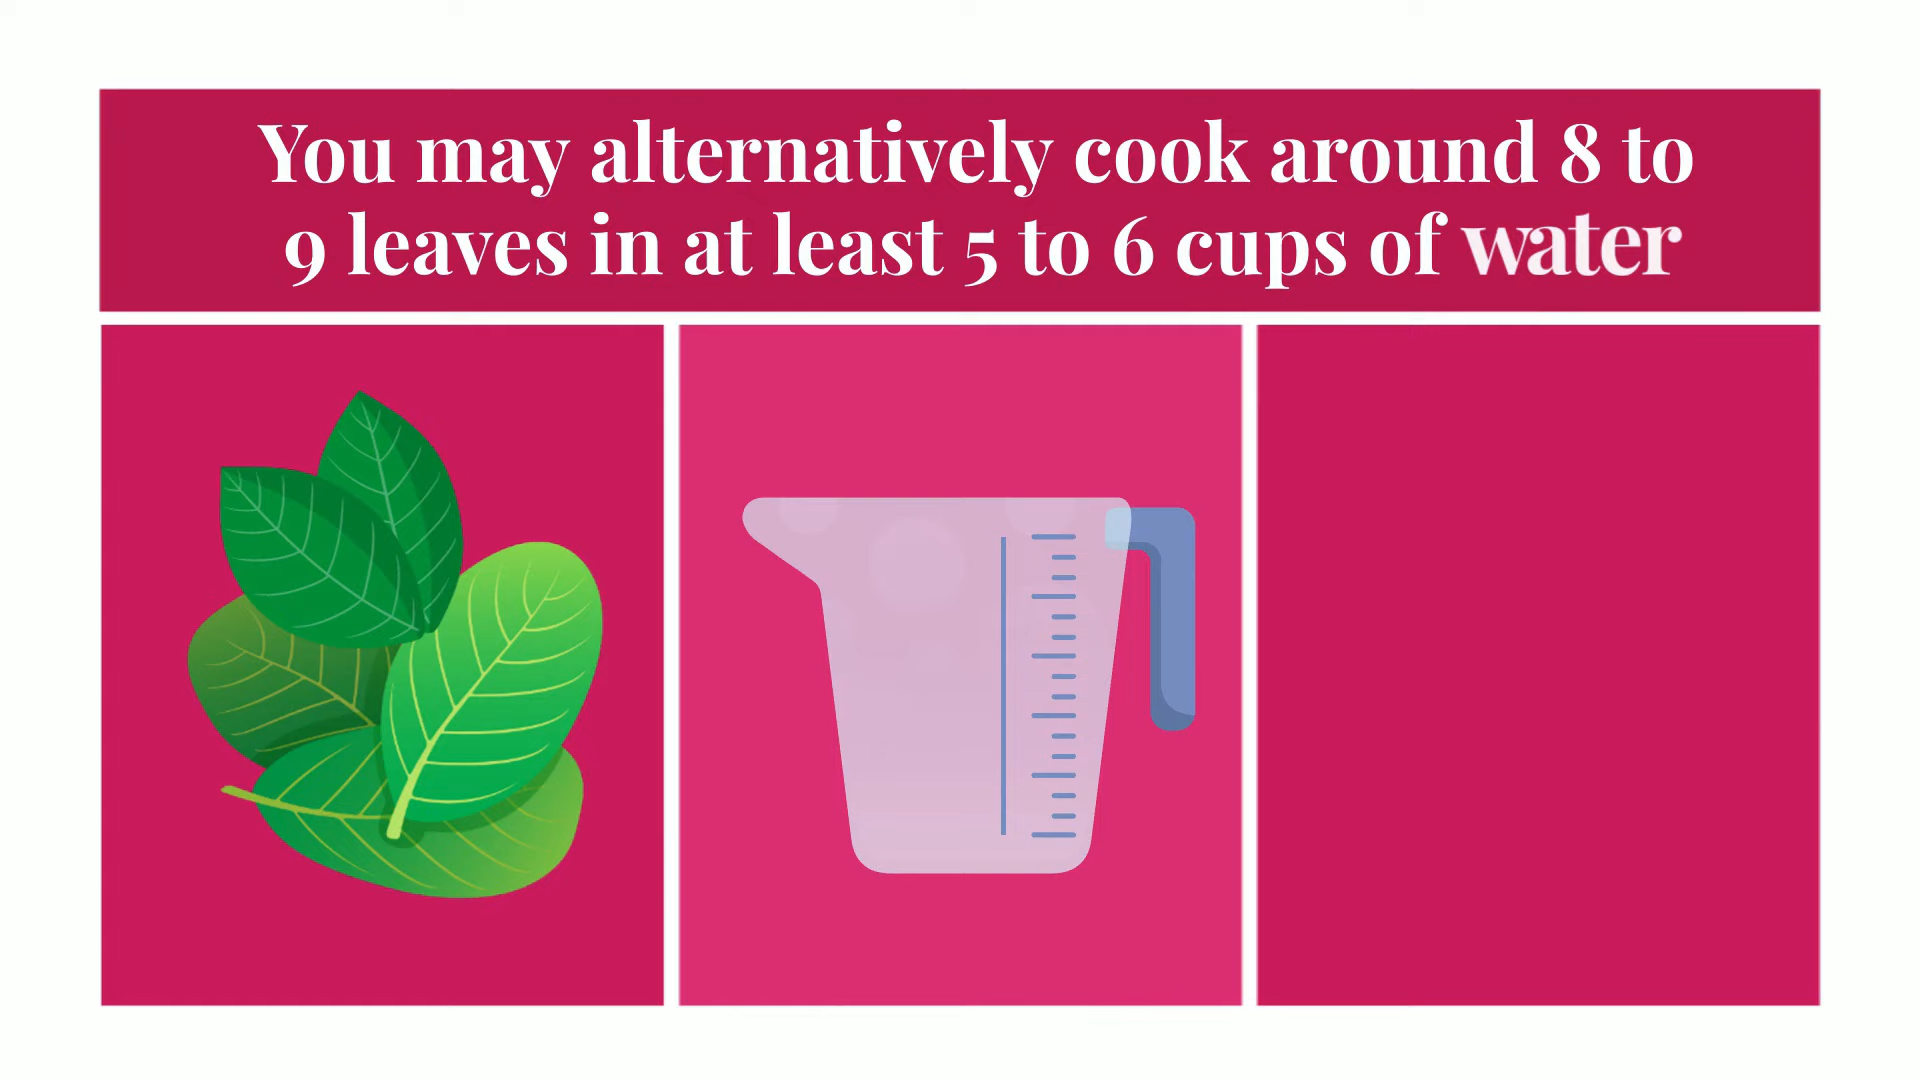 You may alternatively cook around 8 to
9 leaves in at least 5 to 6 cups of water